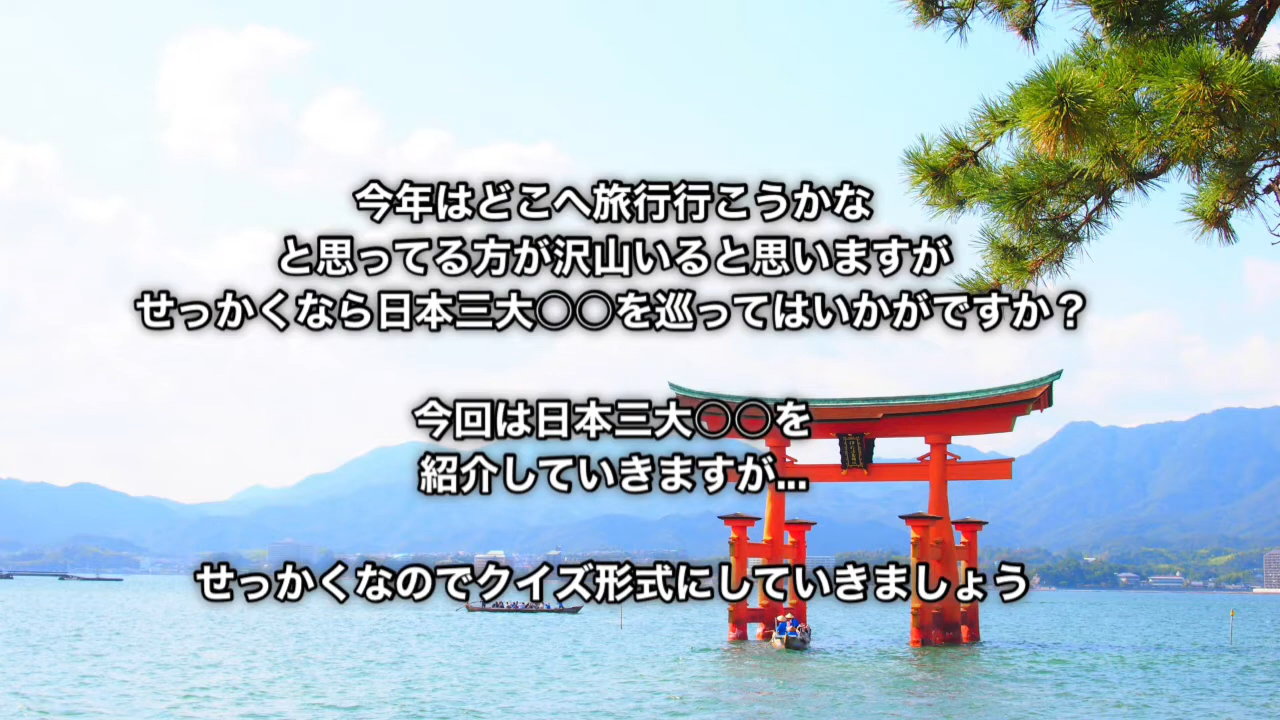 今年はどこへ旅行行こうかな
と思ってる方が沢山いると思いますが
せっかくなら日本三大○○を巡ってはいかがですか？
今回は日本三大○○を
紹介していきますが...
せっかくなのでクイズ形式にしていきましょう